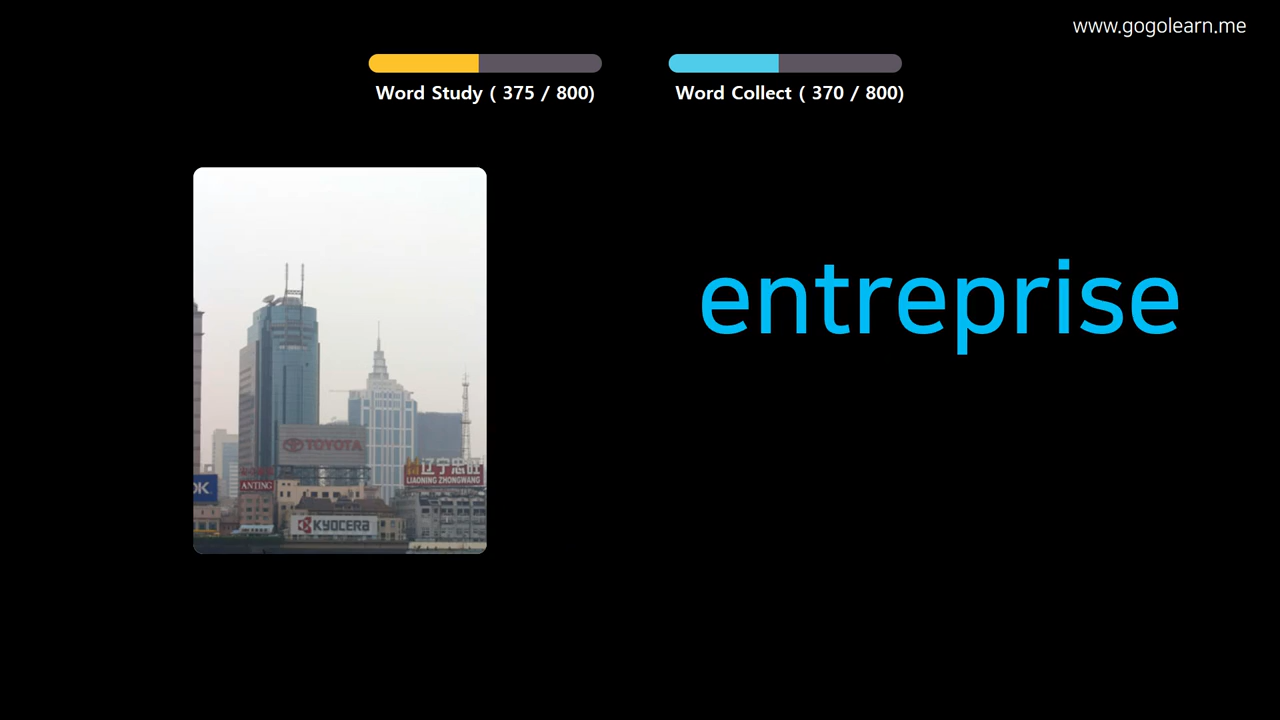 www.gogolearn.me
Word Study ( 375 / 800)
Word Collect ( 370 / 800)
entreprise
TOYOTA
辽宁忠旺
LIAONING ZHONGWANG
OK.
ANTING
KYOCERA